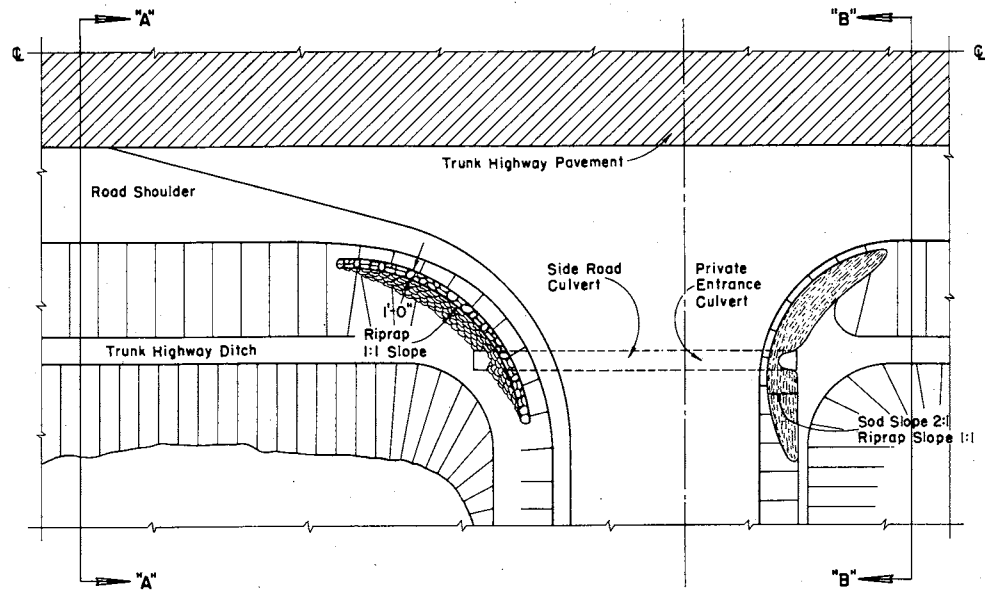 "A"
"B"
℄
℄
Trunk Highway Pavement
Road Shoulder
Side Road
Culvert
Private
Entrance
Culvert
1'-0"
Riprap
1:1 Slope
Trunk Highway Ditch
Sod Slope 2:1
Riprap Slope 1:1
"A"
"B"